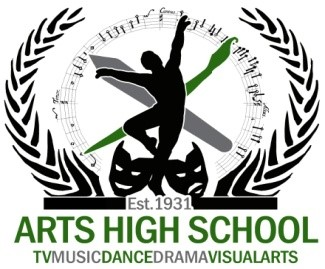 Est.1931
ARTS HIGH SCHOOL
TVMUSICDANCEDRAMAVISUALARTS